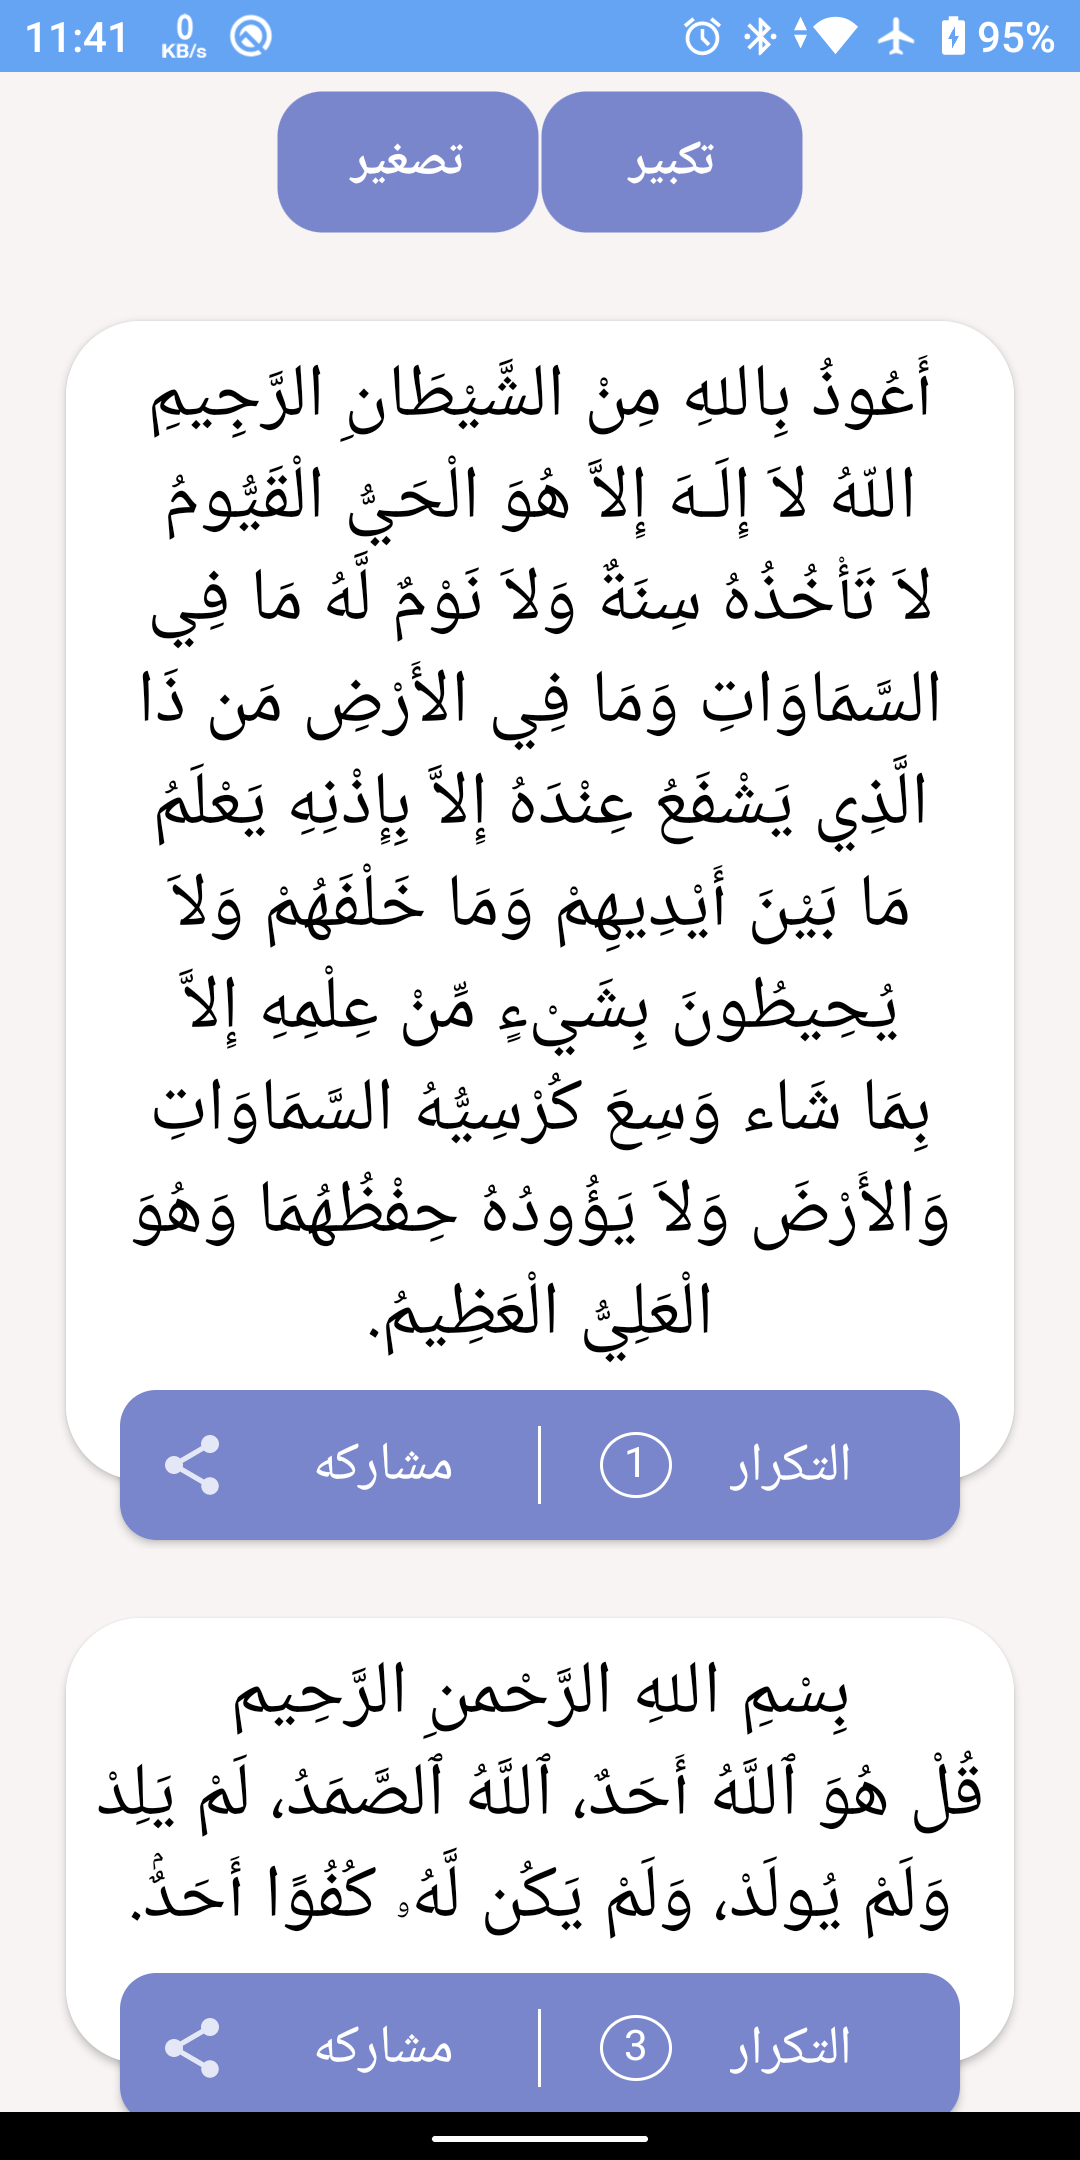 11:41 0 KB/s 95%
تكبير تصغير
أَعُوذُ بِاللهِ مِنْ الشَّيْطَانِ الرَّجِيمِ
اللّهُ لاَ إِلَـهَ إِلاَّ هُوَ الْحَيُّ الْقَيُّومُ
لاَ تَأْخُذُهُ سِنَةٌ وَلاَ نَوْمٌ لَّهُ مَا فِي
السَّمَاوَاتِ وَمَا فِي الأَرْضِ مَن ذَا
الَّذِي يَشْفَعُ عِنْدَهُ إِلاَّ بِإِذْنِهِ يَعْلَمُ
مَا بَيْنَ أَيْدِيهِمْ وَمَا خَلْفَهُمْ وَلاَ
يُحِيطُونَ بِشَيْءٍ مِّنْ عِلْمِهِ إِلاَّ
بِمَا شَاء وَسِعَ كُرْسِيُّهُ السَّمَاوَاتِ
وَالأَرْضَ وَلاَ يَؤُودُهُ حِفْظُهُمَا وَهُوَ
الْعَلِيُّ الْعَظِيمُ.
التكرار 1 مشاركه
بِسْمِ اللهِ الرَّحْمنِ الرَّحِيم
قُلْ هُوَ ٱللَّهُ أَحَدٌ، ٱللَّهُ ٱلصَّمَدُ، لَمْ يَلِدْ
وَلَمْ يُولَدْ، وَلَمْ يَكُن لَّهُۥ كُفُوًا أَحَدٌۢ.
التكرار 3 مشاركه